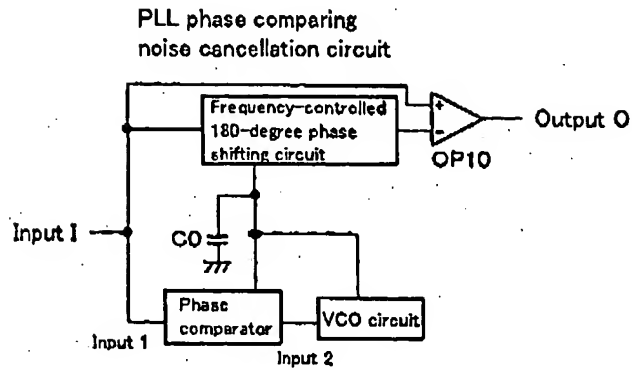 PLL phase comparing
noise cancellation circuit
Frequency-controlled
180-degree phase
shifting circuit
+
-
OP10
Output O
Input I
C0
Phase
comparator
VCO circuit
Input 1
Input 2